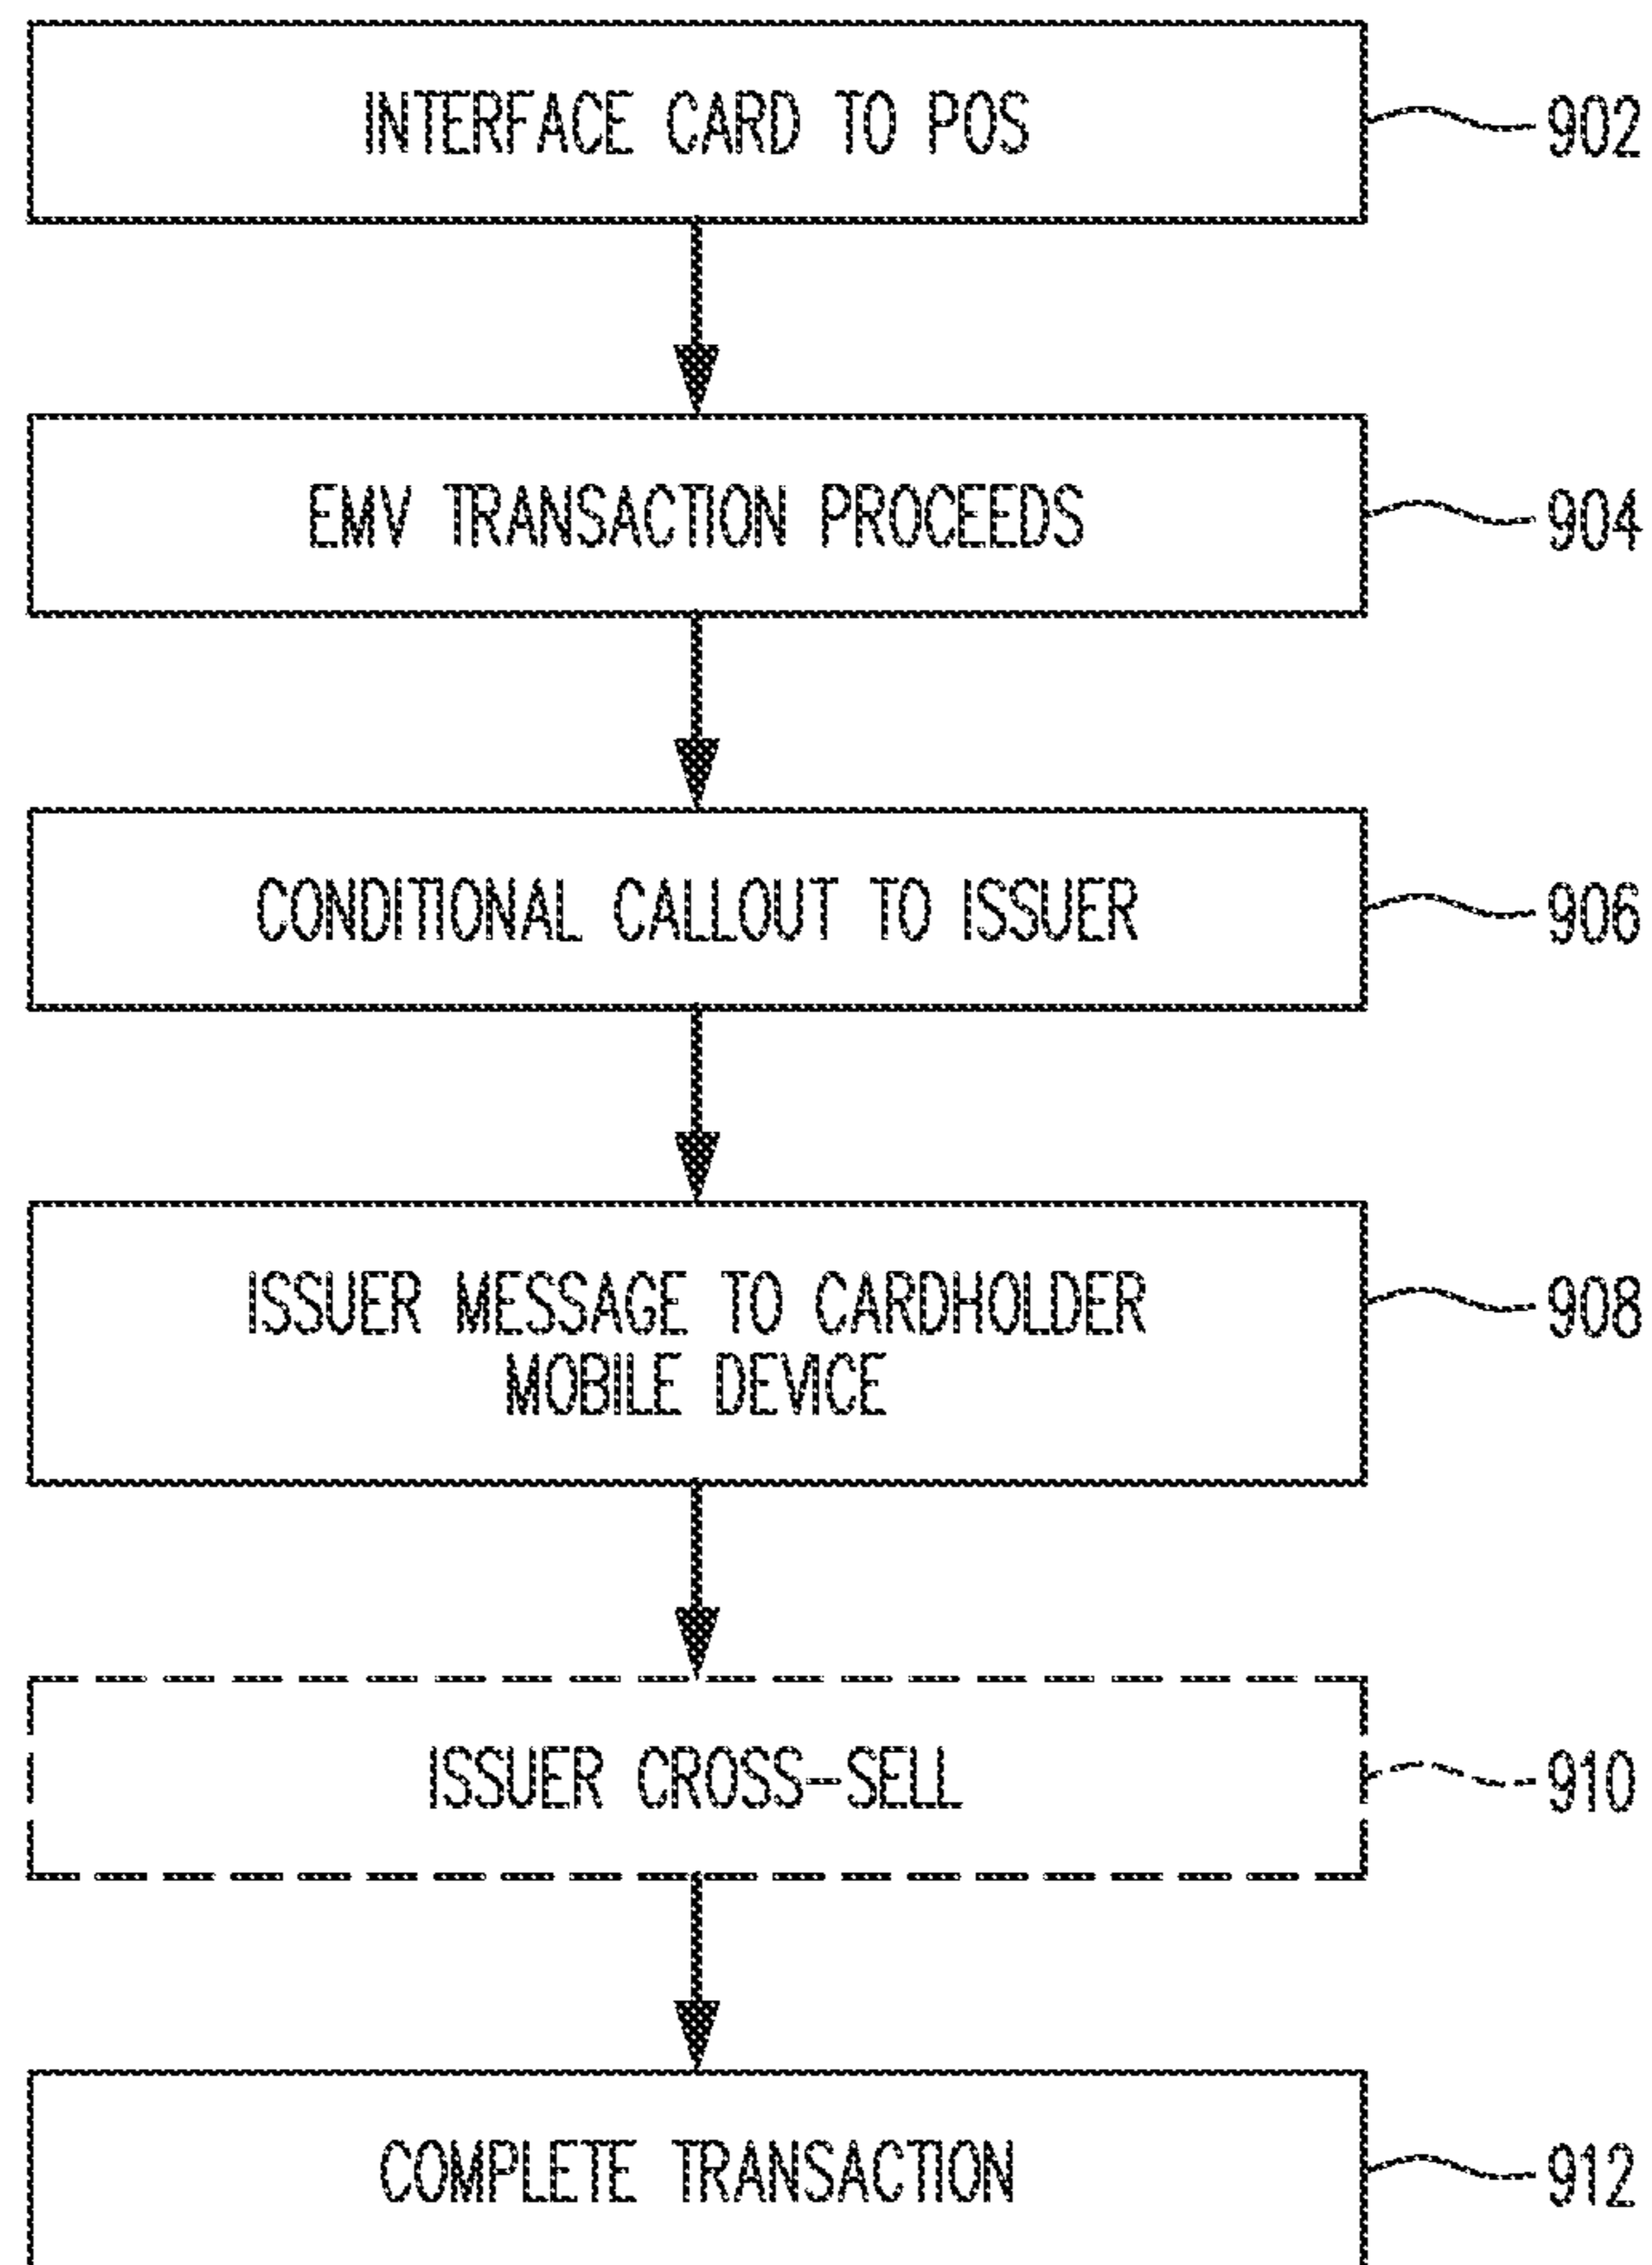 INTERFACE CARD TO POS
902
EMV TRANSACTION PROCEEDS
904
CONDITIONAL CALLOUT TO ISSUER
906
ISSUER MESSAGE TO CARDHOLDER
MOBILE DEVICE
908
ISSUER CROSS-SELL
910
COMPLETE TRANSACTION
912